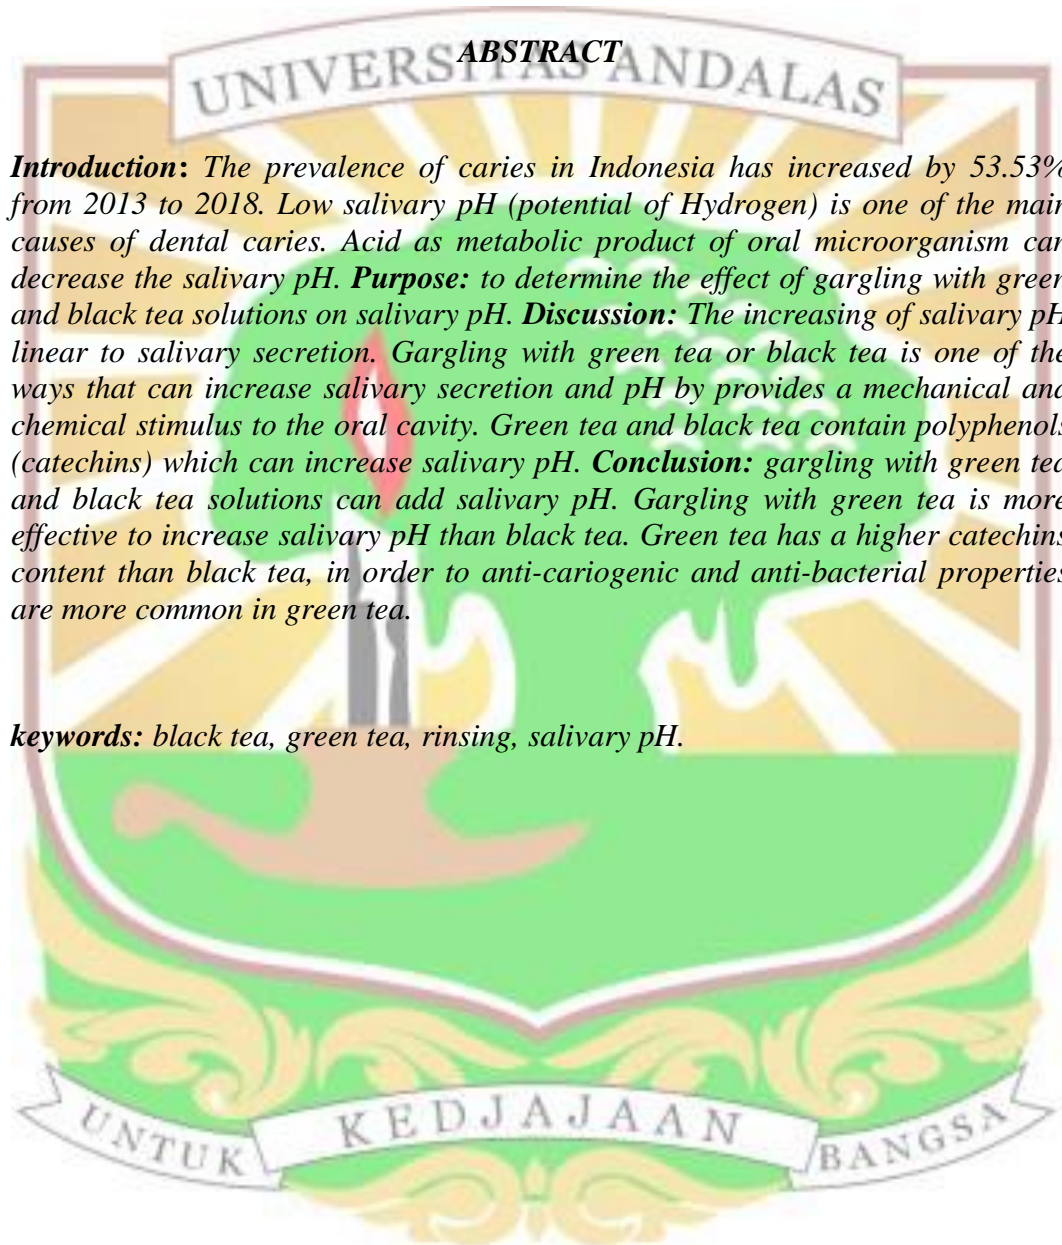 ABSTRACT
UNIVERSITAS ANDALAS
Introduction: The prevalence of caries in Indonesia has increased by 53.53%
from 2013 to 2018. Low salivary pH (potential of Hydrogen) is one of the main
causes of dental caries. Acid as metabolic product of oral microorganism can
decrease the salivary pH. Purpose: to determine the effect of gargling with green
and black tea solutions on salivary pH. Discussion: The increasing of salivary pH
linear to salivary secretion. Gargling with green tea or black tea is one of the
ways that can increase salivary secretion and pH by provides a mechanical and
chemical stimulus to the oral cavity. Green tea and black tea contain polyphenols
(catechins) which can increase salivary pH. Conclusion: gargling with green tea
and black tea solutions can add salivary pH. Gargling with green tea is more
effective to increase salivary pH than black tea. Green tea has a higher catechins
content than black tea, in order to anti-cariogenic and anti-bacterial properties
are more common in green tea.
keywords: black tea, green tea, rinsing, salivary pH.
UNTUK KEDJAJAAN BANGSA